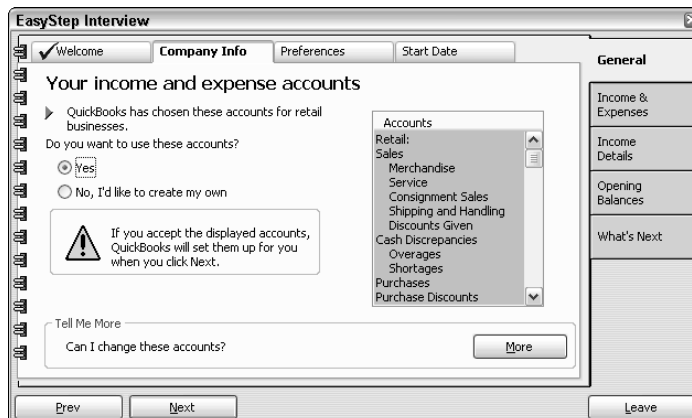 EasyStep Interview
Welcome
Company Info
Preferences
Start Date
General
Income &
Expenses
Income
Details
Opening
Balances
What's Next
Your income and expense accounts
QuickBooks has chosen these accounts for retail
businesses.
Do you want to use these accounts?
Yes
No, I'd like to create my own
If you accept the displayed accounts,
QuickBooks will set them up for you
when you click Next.
Accounts
Retail:
Sales
Merchandise
Service
Consignment Sales
Shipping and Handling
Discounts Given
Cash Discrepancies
Overages
Shortages
Purchases
Purchase Discounts
Tell Me More
Can I change these accounts?
More
Prev
Next
Leave